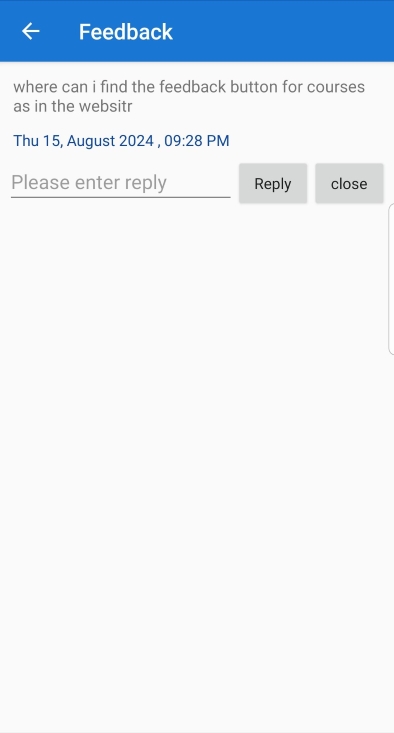 Feedback
where can i find the feedback button for courses
as in the websitr
Thu 15, August 2024 , 09:28 PM
Please enter reply
Reply
close